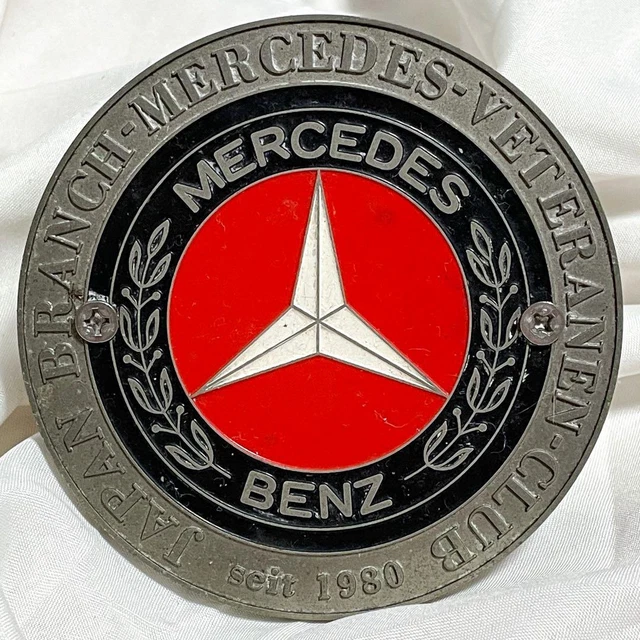 JAPAN BRANCH-MERCEDES-VETERANEN-CLUB
seit 1980
MERCEDES
BENZ